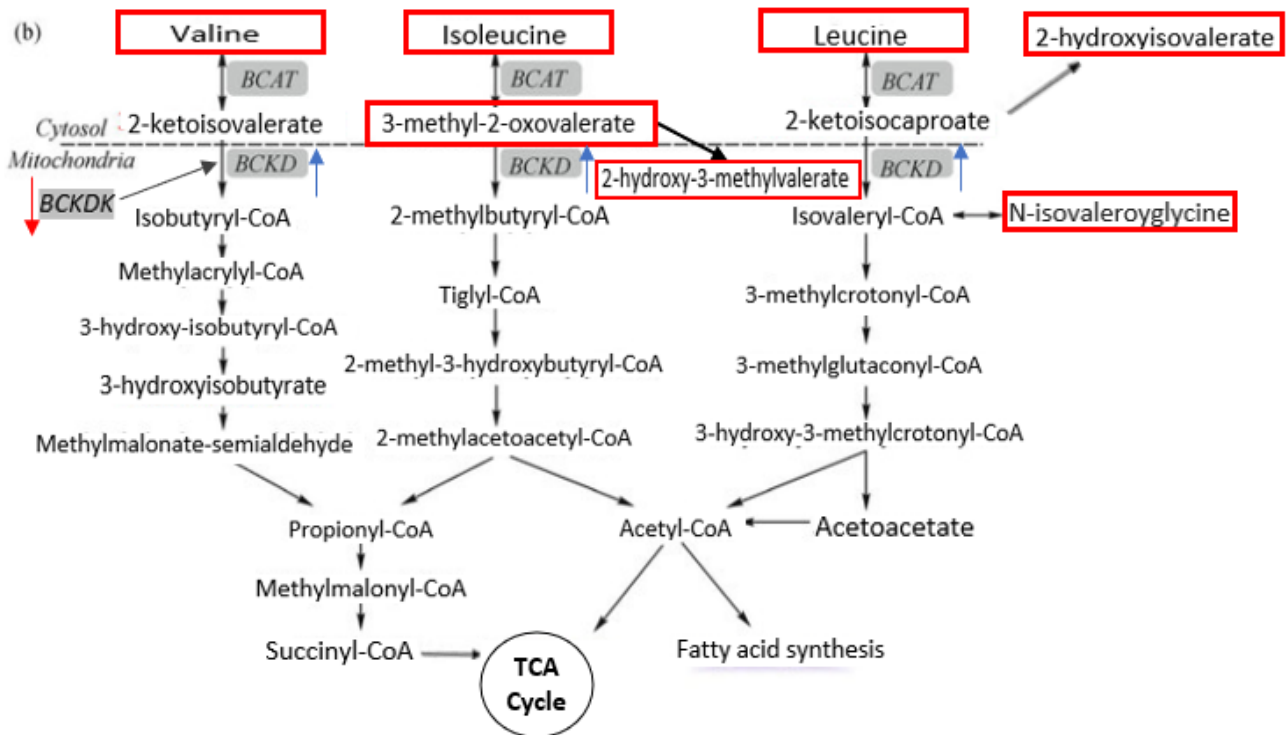 (b)
Valine
Isoleucine
Leucine
2-hydroxyisovalerate
BCAT
BCAT
BCAT
2-ketoisovalerate
3-methyl-2-oxovalerate
2-ketoisocaproate
Cytosol
Mitochondria
BCKD
BCKD
2-hydroxy-3-methylvalerate
BCKD
BCKDK
Isobutyryl-CoA
2-methylbutyryl-CoA
Isovaleryl-CoA
N-isovaleroyglycine
Methylacrylyl-CoA
Tiglyl-CoA
3-methylcrotonyl-CoA
3-hydroxy-isobutyryl-CoA
2-methyl-3-hydroxybutyryl-CoA
3-methylglutaconyl-CoA
3-hydroxyisobutyrate
Methylmalonate-semialdehyde
2-methylacetoacetyl-CoA
3-hydroxy-3-methylcrotonyl-CoA
Propionyl-CoA
Acetyl-CoA
Acetoacetate
Methylmalonyl-CoA
Succinyl-CoA
TCA
Cycle
Fatty acid synthesis